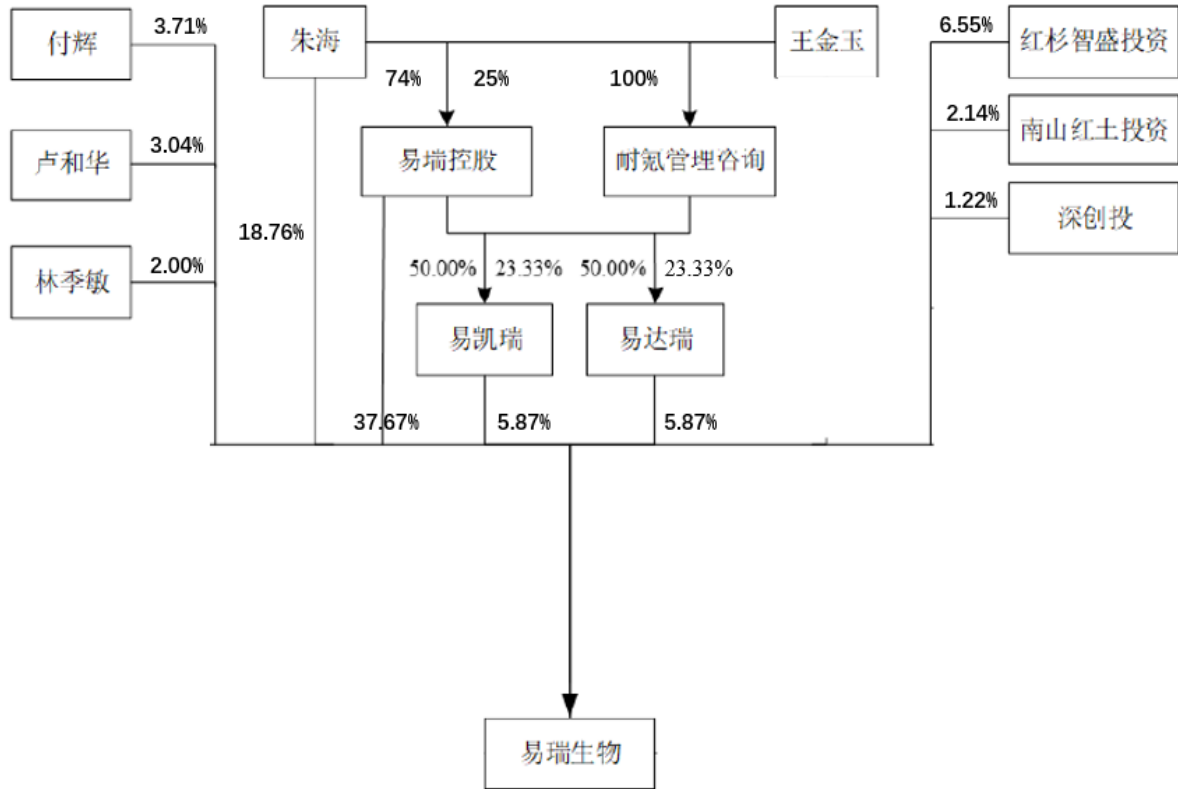 付辉
3.71%
朱海
王金玉
6.55%
红杉智盛投资
74%
25%
100%
2.14%
南山红土投资
卢和华
3.04%
易瑞控股
耐氪管理咨询
1.22%
深创投
18.76%
林季敏
2.00%
50.00%
23.33%
50.00%
23.33%
易凯瑞
易达瑞
37.67%
5.87%
5.87%
易瑞生物